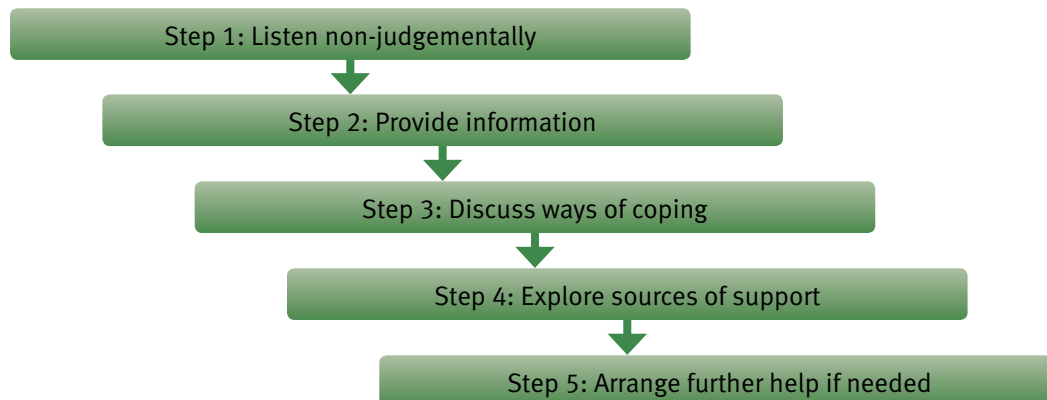 Step 1: Listen non-judgementally
Step 2: Provide information
Step 3: Discuss ways of coping
Step 4: Explore sources of support
Step 5: Arrange further help if needed